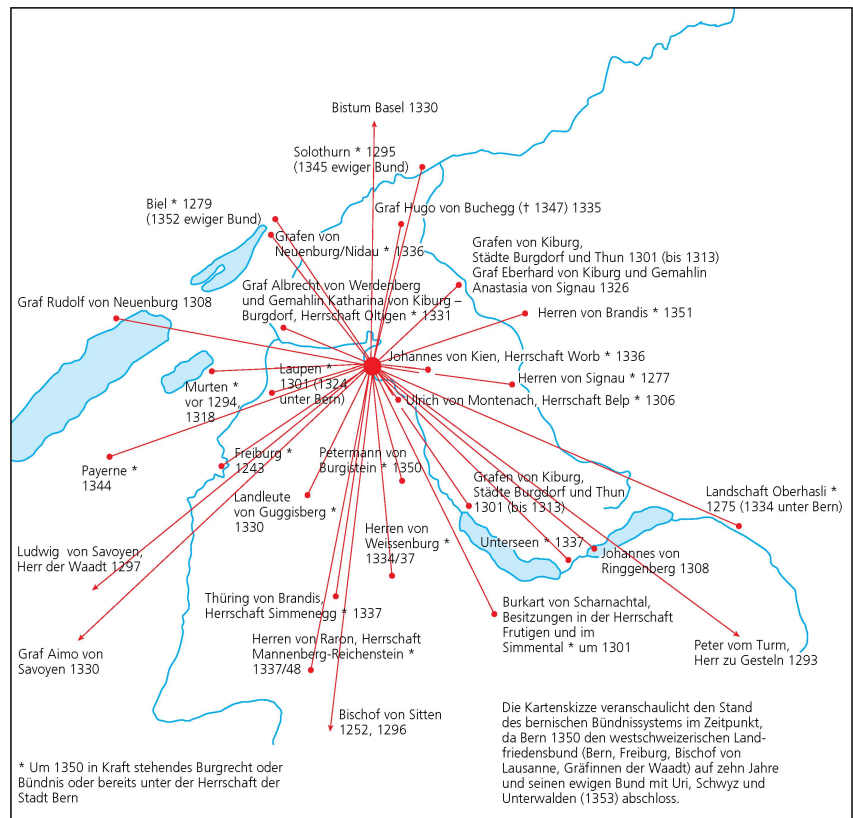 Bistum Basel 1330
Solothurn * 1295
(1345 ewiger Bund)
Biel * 1279
(1352 ewiger Bund)
Graf Hugo von Buchegg († 1347) 1335
Grafen von
Neuenburg/Nidau * 1336
Grafen von Kiburg,
Städte Burgdorf und Thun 1301 (bis 1313)
Graf Eberhard von Kiburg und Gemahlin
Anastasia von Signau 1326
Graf Albrecht von Werdenberg
und Gemahlin Katharina von Kiburg –
Burgdorf, Herrschaft Oltigen * 1331
Graf Rudolf von Neuenburg 1308
Herren von Brandis * 1351
Johannes von Kien, Herrschaft Worb * 1336
Laupen *
1301 (1324
unter Bern)
Murten *
vor 1294,
1318
Herren von Signau * 1277
Ulrich von Montenach, Herrschaft Belp * 1306
Payerne *
1344
Freiburg *
1243
Petermann von
Burgistein * 1350
Landleute
von Guggisberg *
1330
Grafen von Kiburg,
Städte Burgdorf und Thun
1301 (bis 1313)
Landschaft Oberhasli *
1275 (1334 unter Bern)
Herren von
Weissenburg *
1334/37
Unterseen * 1337
Johannes von
Ringgenberg 1308
Ludwig von Savoyen,
Herr der Waadt 1297
Thüring von Brandis,
Herrschaft Simmenegg * 1337
Burkart von Scharnachtal,
Besitzungen in der Herrschaft
Frutigen und im
Simmental * um 1301
Graf Aimo von
Savoyen 1330
Herren von Raron, Herrschaft
Mannenberg-Reichenstein *
1337/48
Peter vom Turm,
Herr zu Gesteln 1293
Bischof von Sitten
1252, 1296
Die Kartenskizze veranschaulicht den Stand
des bernischen Bündnissystems im Zeitpunkt,
da Bern 1350 den westschweizerischen Land-
friedensbund (Bern, Freiburg, Bischof von
Lausanne, Gräfinnen der Waadt) auf zehn Jahre
und seinen ewigen Bund mit Uri, Schwyz und
Unterwalden (1353) abschloss.
* Um 1350 in Kraft stehendes Burgrecht oder
Bündnis oder bereits unter der Herrschaft der
Stadt Bern